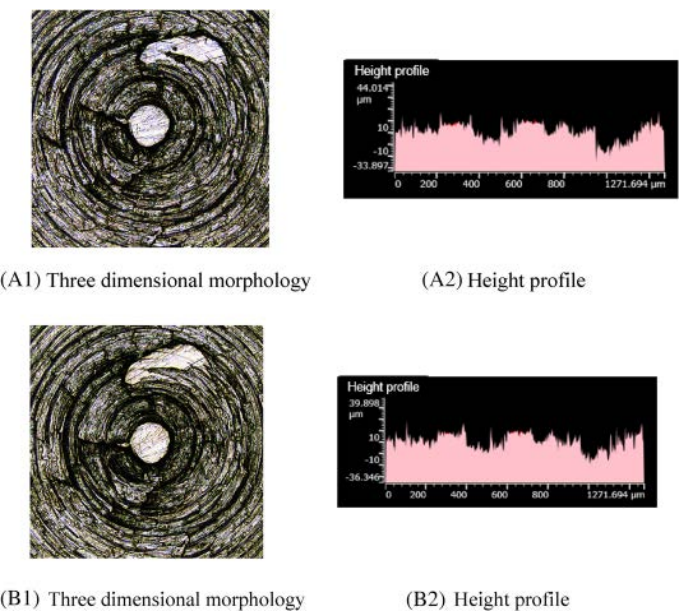 Height profile
44.014
μm
10
-10
-33.897
0 200 400 600 800 1271.694 μm
(A1) Three dimensional morphology
(A2) Height profile
Height profile
39.898
μm
10
-10
-36.346
0 200 400 600 800 1271.694 μm
(B1) Three dimensional morphology
(B2) Height profile